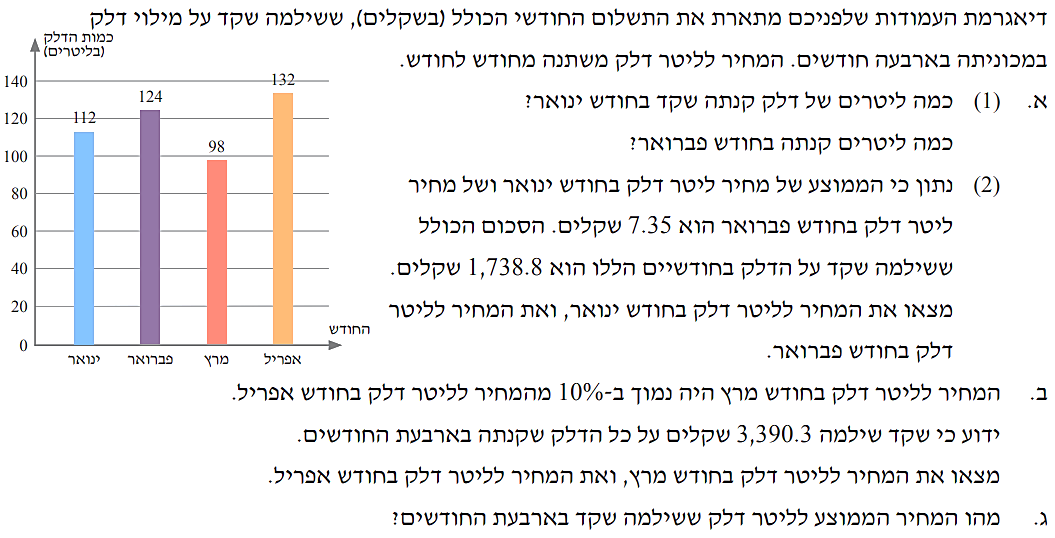 דיאגרמת העמודות שלפניכם מתארת את התשלום החודשי הכולל (בשקלים), ששילמה שקד על מילוי דלק
במכוניתה בארבעה חודשים. המחיר לליטר דלק משתנה מחודש לחודש.
א. (1) כמה ליטרים של דלק קנתה שקד בחודש ינואר?
כמה ליטרים קנתה בחודש פברואר?
(2) נתון כי הממוצע של מחיר ליטר דלק בחודש ינואר ושל מחיר
ליטר דלק בחודש פברואר הוא 7.35 שקלים. הסכום הכולל
ששילמה שקד על הדלק בחודשיים הללו הוא 1,738.8 שקלים.
מצאו את המחיר לליטר דלק בחודש ינואר, ואת המחיר לליטר
דלק בחודש פברואר.
כמות הדלק
(בליטרים)
140
120
100
80
60
40
20
0
112
124
98
132
החודש
ינואר
פברואר
מרץ
אפריל
ב. המחיר לליטר דלק בחודש מרץ היה נמוך ב-10% מהמחיר לליטר דלק בחודש אפריל.
ידוע כי שקד שילמה 3,390.3 שקלים על כל הדלק שקנתה בארבעת החודשים.
מצאו את המחיר לליטר דלק בחודש מרץ, ואת המחיר לליטר דלק בחודש אפריל.
ג. מהו המחיר הממוצע לליטר דלק ששילמה שקד בארבעת החודשים?